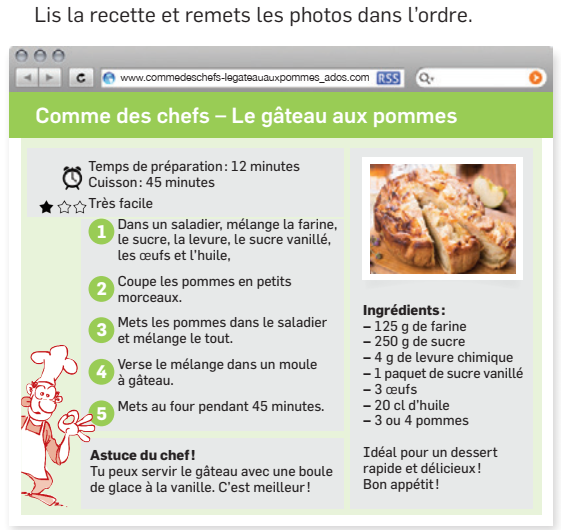 Lis la recette et remets les photos dans l'ordre.
www.commedeschefs-legateauauxpommes_ados.com RSS
Comme des chefs – Le gâteau aux pommes
Temps de préparation : 12 minutes
Cuisson : 45 minutes
Très facile
1 Dans un saladier, mélange la farine,
le sucre, la levure, le sucre vanillé,
les œufs et l'huile,
2 Coupe les pommes en petits
morceaux.
3 Mets les pommes dans le saladier
et mélange le tout.
4 Verse le mélange dans un moule
à gâteau.
5 Mets au four pendant 45 minutes.
Astuce du chef !
Tu peux servir le gâteau avec une boule
de glace à la vanille. C'est meilleur !
Ingrédients :
– 125 g de farine
– 250 g de sucre
– 4 g de levure chimique
– 1 paquet de sucre vanillé
– 3 œufs
– 20 cl d'huile
– 3 ou 4 pommes
Idéal pour un dessert
rapide et délicieux !
Bon appétit !